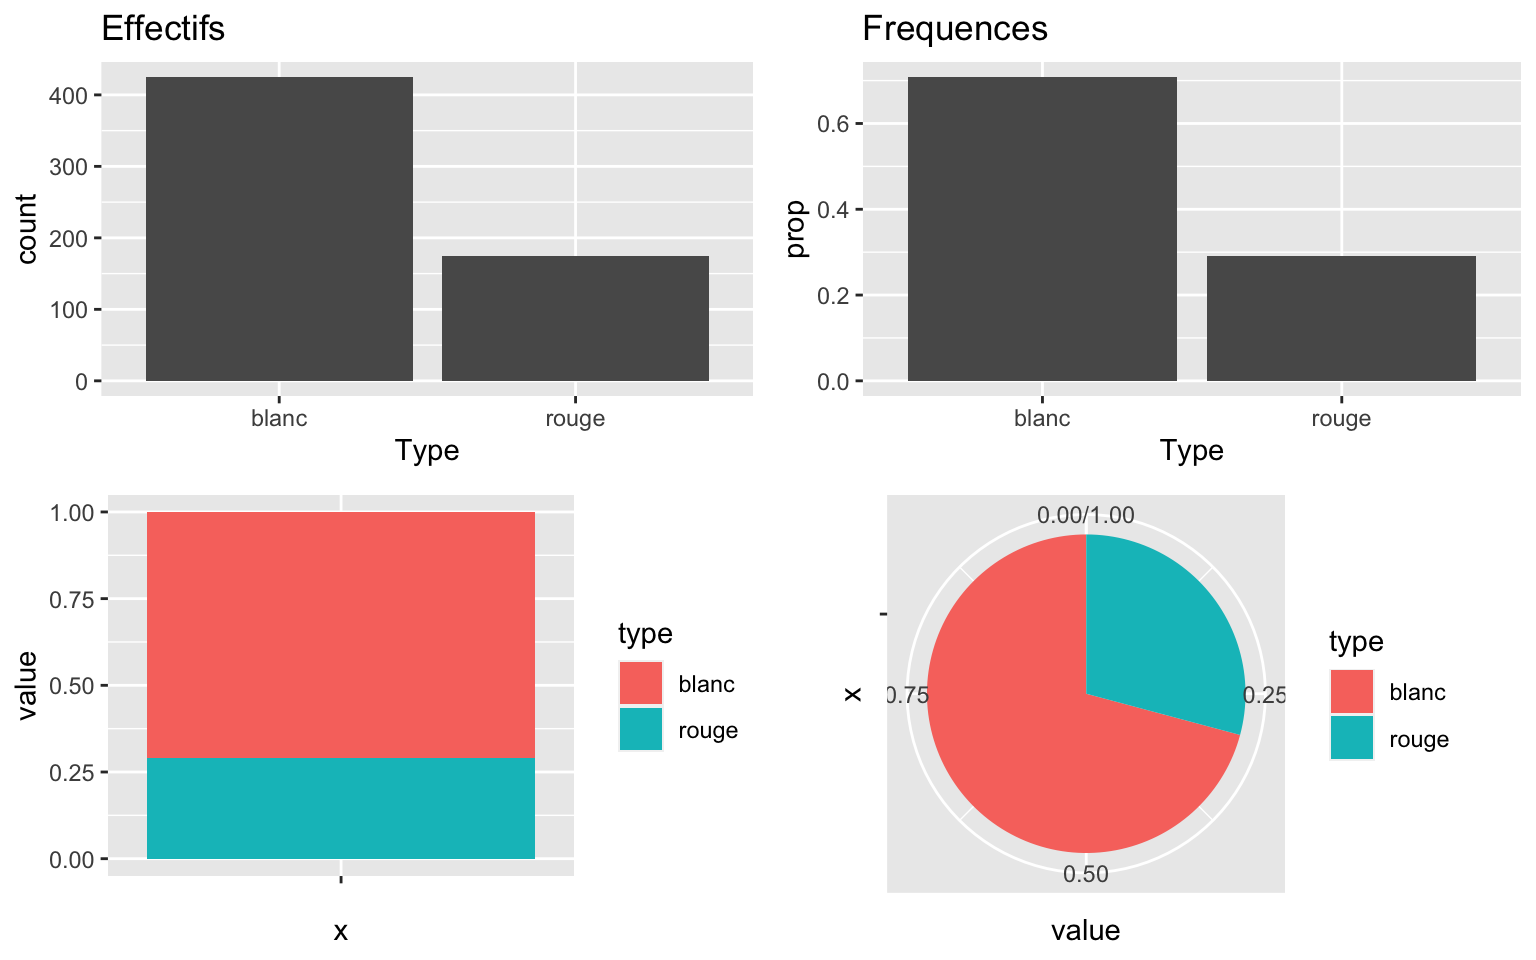 Effectifs
count
400
300
200
100
0
blanc
rouge
Type
Frequences
prop
0.6
0.4
0.2
0.0
blanc
rouge
Type
value
1.00
0.75
0.50
0.25
0.00
x
type
blanc
rouge
x
0.00/1.00
0.75
0.25
0.50
value
type
blanc
rouge